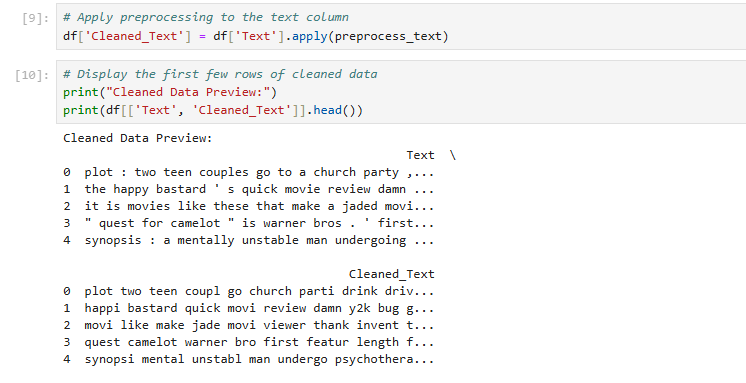 [9]: # Apply preprocessing to the text column
df['Cleaned_Text'] = df['Text'].apply(preprocess_text)
[10]: # Display the first few rows of cleaned data
print("Cleaned Data Preview:")
print(df[['Text', 'Cleaned_Text']].head())
Cleaned Data Preview:
Text \
0 plot : two teen couples go to a church party ,...
1 the happy bastard ' s quick movie review damn ...
2 it is movies like these that make a jaded movi...
3 " quest for camelot " is warner bros . ' first...
4 synopsis : a mentally unstable man undergoing ...
Cleaned_Text
0 plot two teen coupl go church parti drink driv...
1 happi bastard quick movi review damn y2k bug g...
2 movi like make jade movi viewer thank invent t...
3 quest camelot warner bro first featur length f...
4 synopsi mental unstabl man undergo psychothera...